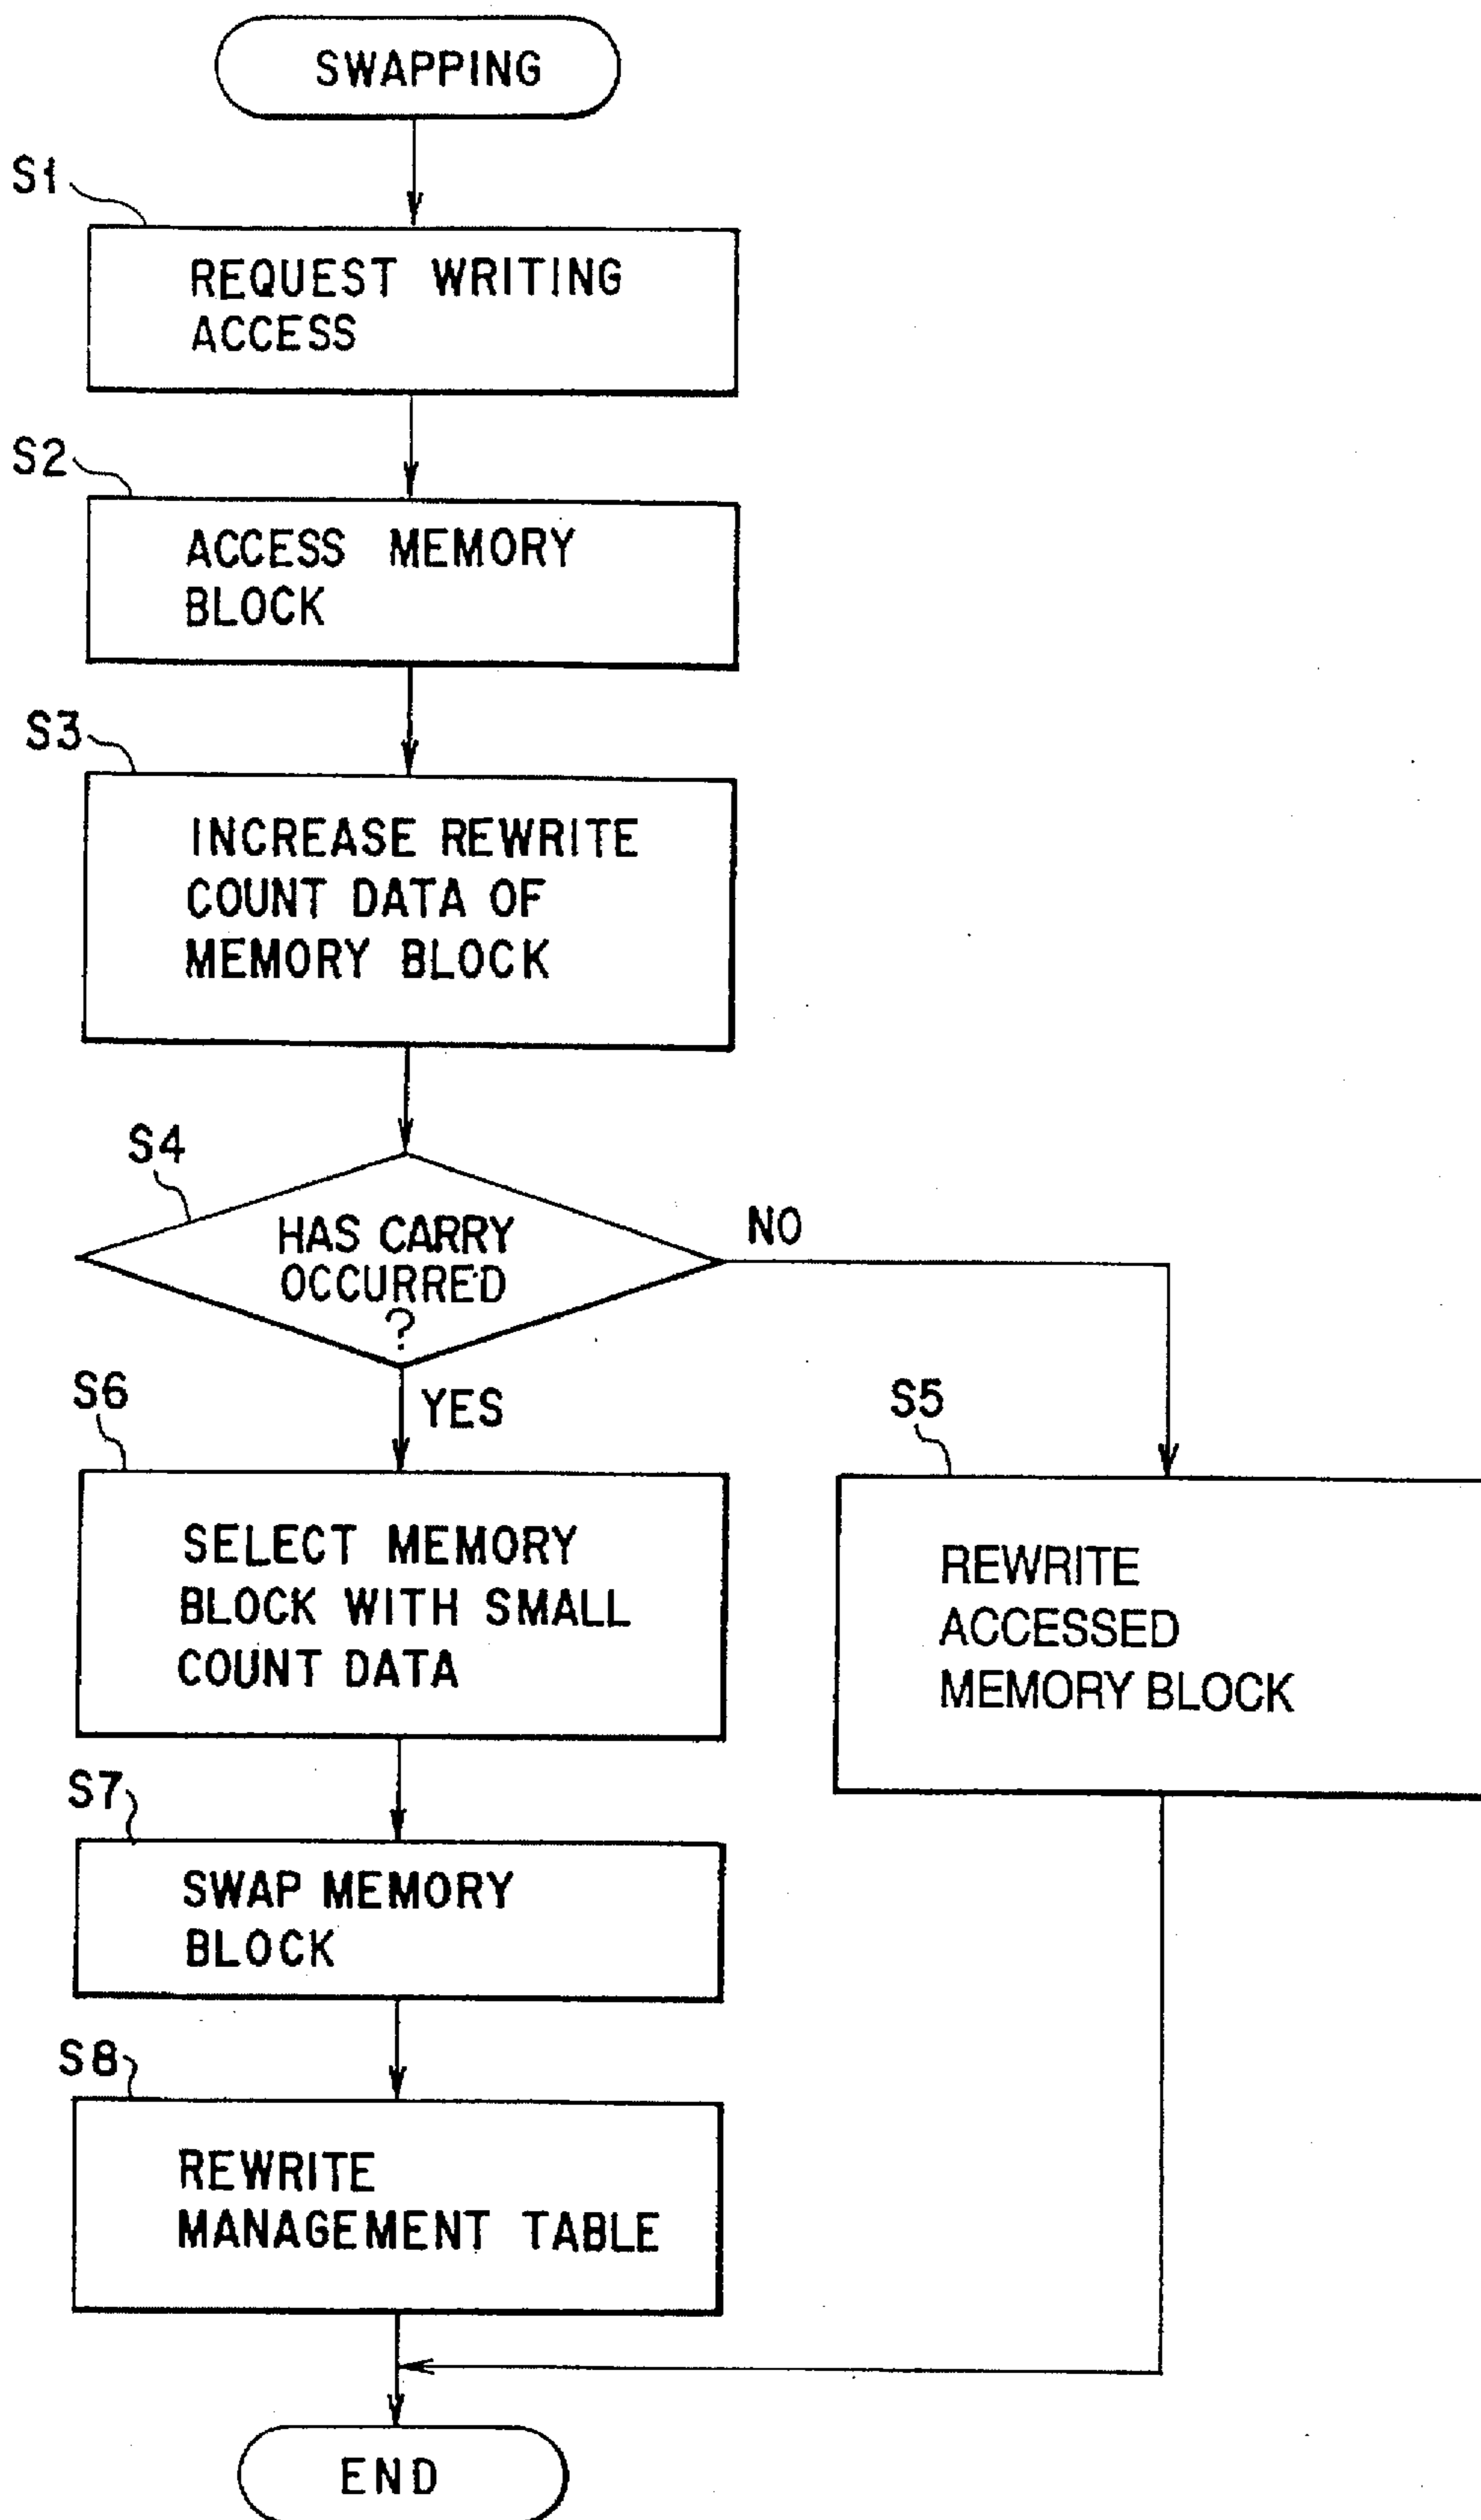 SWAPPING
S1
REQUEST WRITING
ACCESS
S2
ACCESS MEMORY
BLOCK
S3
INCREASE REWRITE
COUNT DATA OF
MEMORY BLOCK
S4
HAS CARRY
OCCURRED
?
NO
YES
S6
SELECT MEMORY
BLOCK WITH SMALL
COUNT DATA
S5
REWRITE
ACCESSED
MEMORY BLOCK
S7
SWAP MEMORY
BLOCK
S8
REWRITE
MANAGEMENT TABLE
END